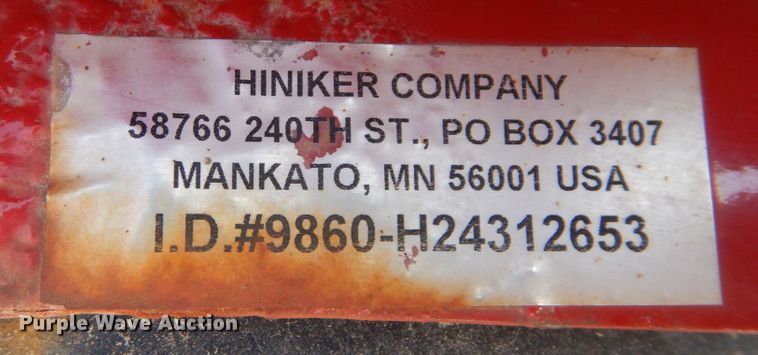 HINIKER COMPANY
58766 240TH ST., PO BOX 3407
MANKATO, MN 56001 USA
I.D.#9860-H24312653
Purple Wave Auction